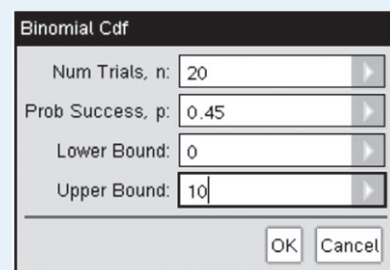 Binomial Cdf
Num Trials, n: 20
Prob Success, p: 0.45
Lower Bound: 0
Upper Bound: 10
OK Cancel